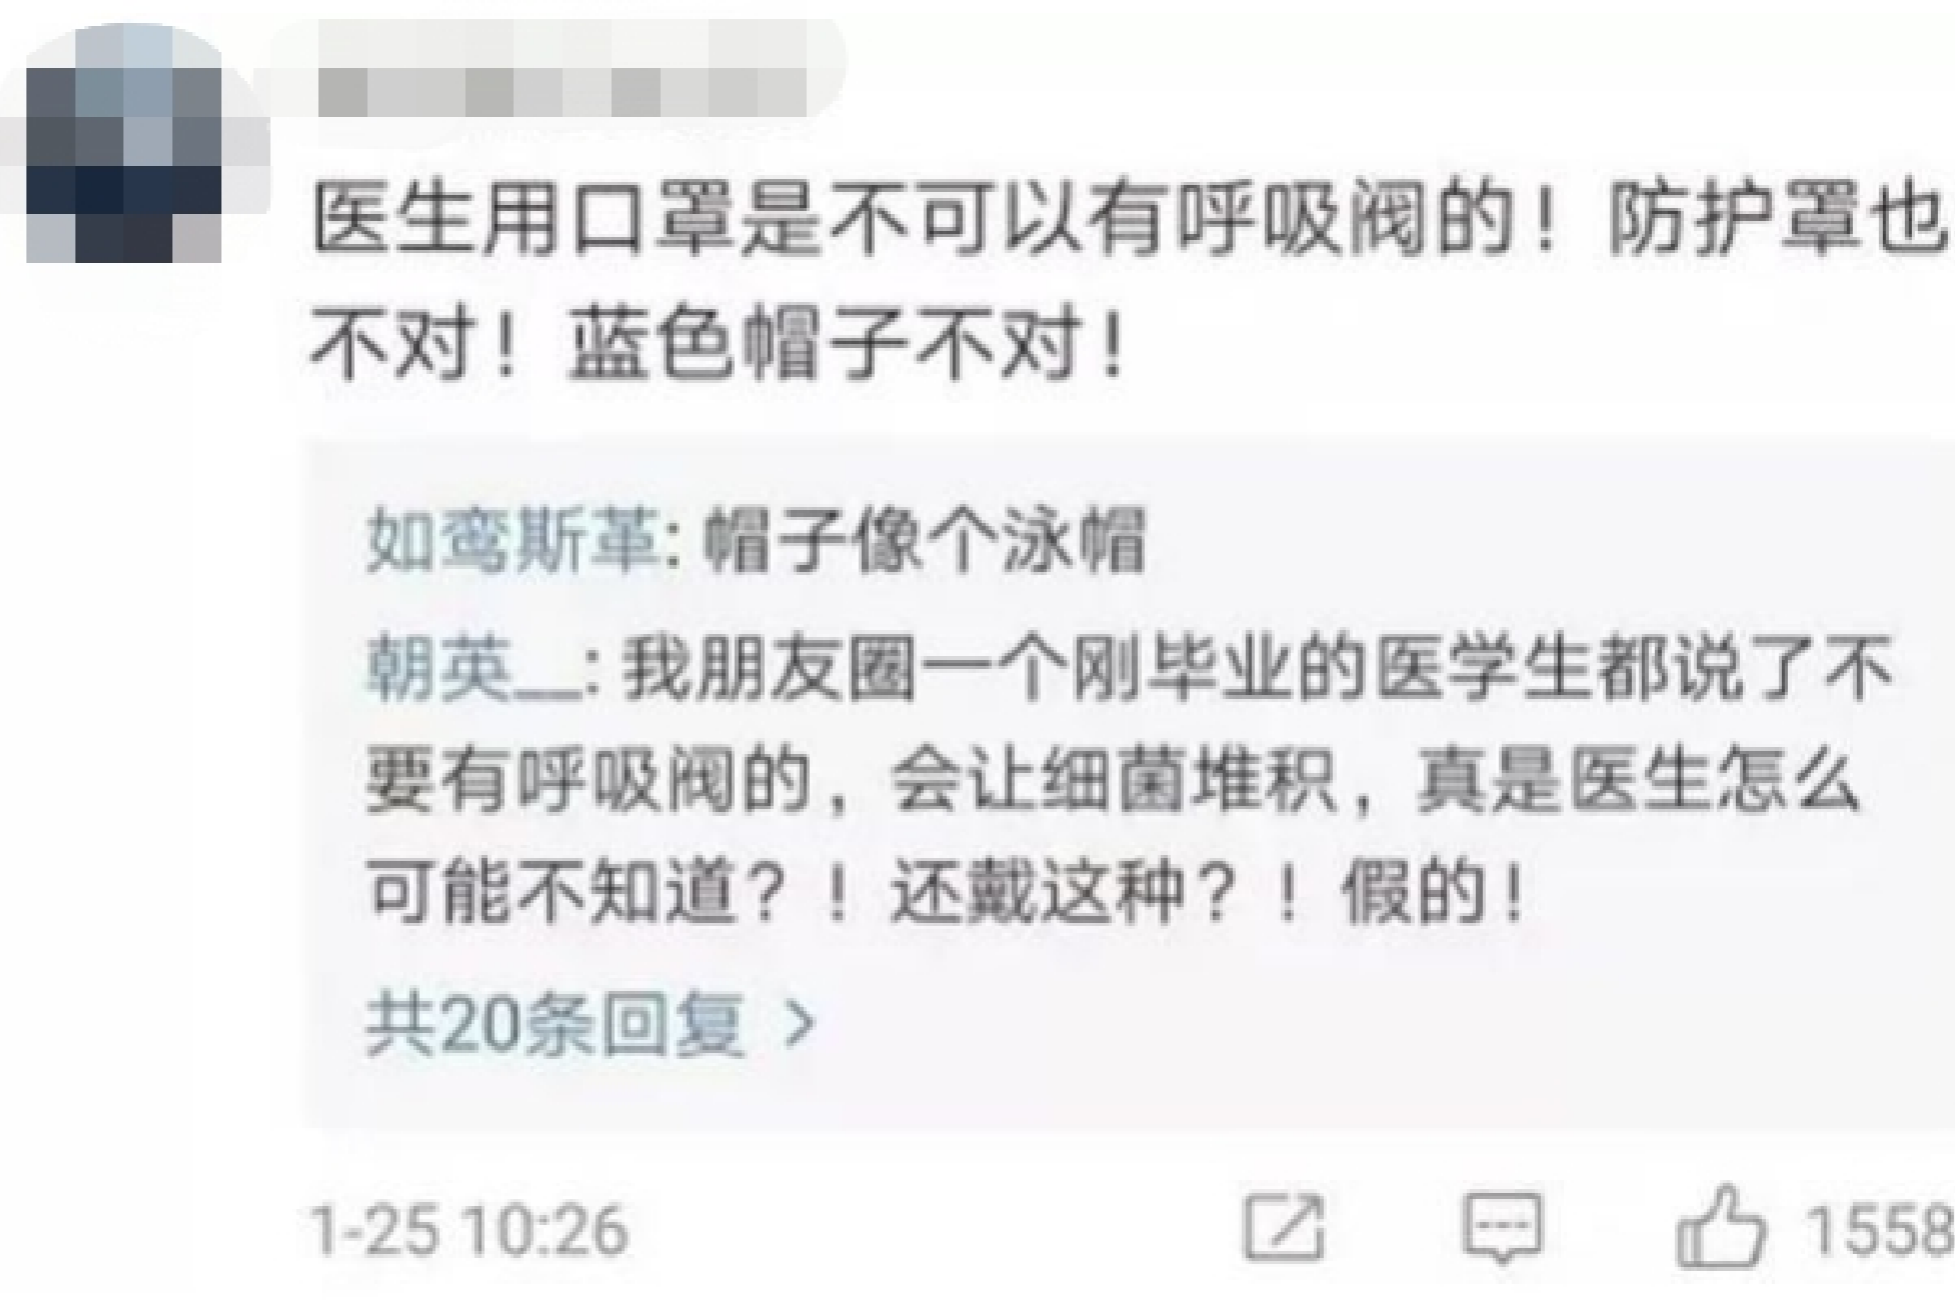 医生用口罩是不可以有呼吸阀的！防护罩也
不对！蓝色帽子不对！
如鸾斯革: 帽子像个泳帽
朝英__: 我朋友圈一个刚毕业的医学生都说了不
要有呼吸阀的，会让细菌堆积，真是医生怎么
可能不知道？！还戴这种？！假的！
共20条回复 >
1-25 10:26
1558